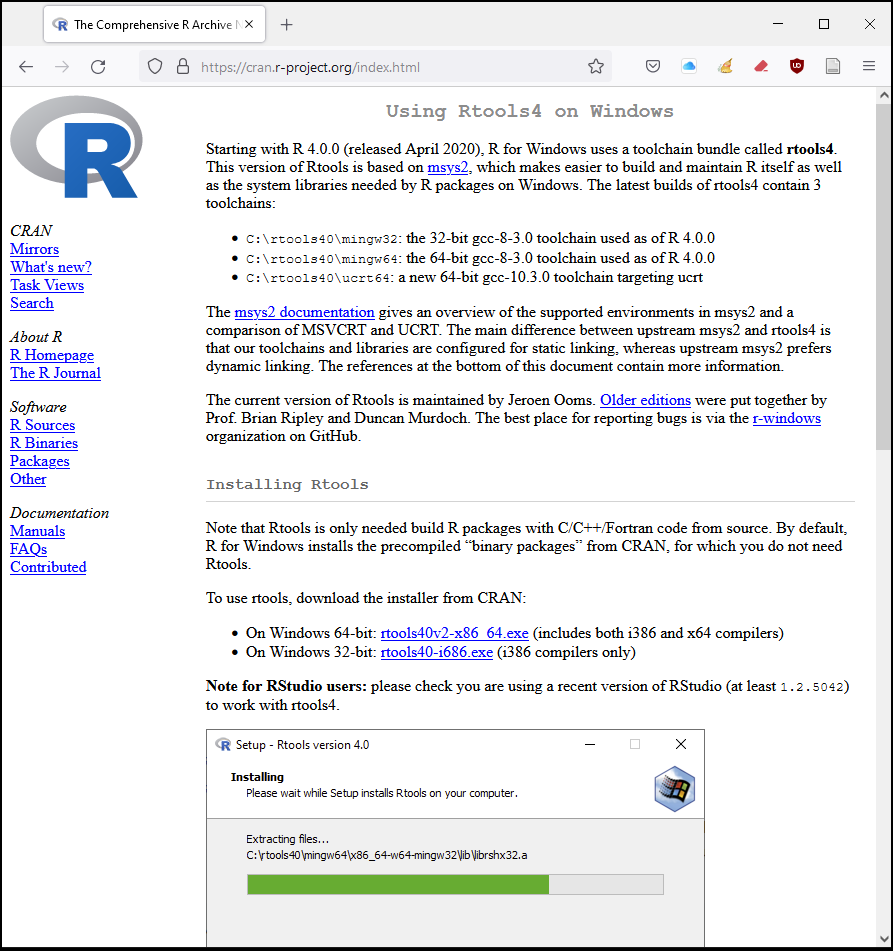 The Comprehensive R Archive N
https://cran.r-project.org/index.html
R
CRAN
Mirrors
What's new?
Task Views
Search
About R
R Homepage
The R Journal
Software
R Sources
R Binaries
Packages
Other
Documentation
Manuals
FAQs
Contributed
Using Rtools4 on Windows
Starting with R 4.0.0 (released April 2020), R for Windows uses a toolchain bundle called rtools4.
This version of Rtools is based on msys2, which makes easier to build and maintain R itself as well
as the system libraries needed by R packages on Windows. The latest builds of rtools4 contain 3
toolchains:
• C:\rtools40\mingw32: the 32-bit gcc-8-3.0 toolchain used as of R 4.0.0
• C:\rtools40\mingw64: the 64-bit gcc-8-3.0 toolchain used as of R 4.0.0
• C:\rtools40\ucrt64: a new 64-bit gcc-10.3.0 toolchain targeting ucrt
The msys2 documentation gives an overview of the supported environments in msys2 and a
comparison of MSVCRT and UCRT. The main difference between upstream msys2 and rtools4 is
that our toolchains and libraries are configured for static linking, whereas upstream msys2 prefers
dynamic linking. The references at the bottom of this document contain more information.
The current version of Rtools is maintained by Jeroen Ooms. Older editions were put together by
Prof. Brian Ripley and Duncan Murdoch. The best place for reporting bugs is via the r-windows
organization on GitHub.
Installing Rtools
Note that Rtools is only needed build R packages with C/C++/Fortran code from source. By default,
R for Windows installs the precompiled “binary packages” from CRAN, for which you do not need
Rtools.
To use rtools, download the installer from CRAN:
• On Windows 64-bit: rtools40v2-x86_64.exe (includes both i386 and x64 compilers)
• On Windows 32-bit: rtools40-i686.exe (i386 compilers only)
Note for RStudio users: please check you are using a recent version of RStudio (at least 1.2.5042)
to work with rtools4.
Setup - Rtools version 4.0
Installing
Please wait while Setup installs Rtools on your computer.
Extracting files...
C:\rtools40\mingw64\x86_64-w64-mingw32\lib\librshx32.a